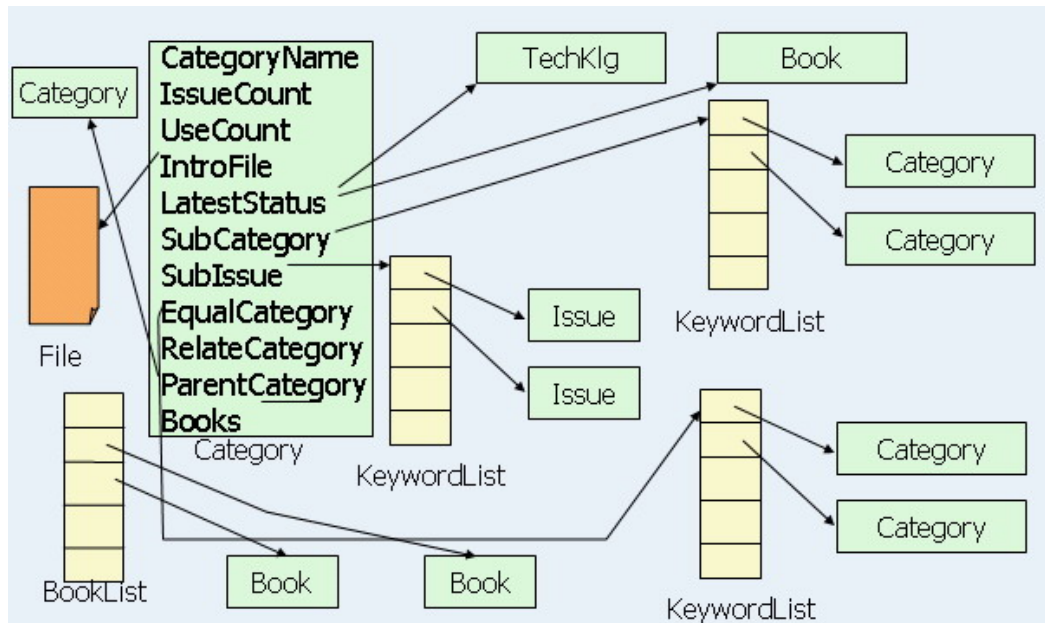 Category
CategoryName
IssueCount
UseCount
IntroFile
LatestStatus
SubCategory
SubIssue
EqualCategory
RelateCategory
ParentCategory
Books
Category
TechKlg
Book
Category
Category
KeywordList
File
Issue
Issue
KeywordList
Category
Category
KeywordList
BookList
Book
Book